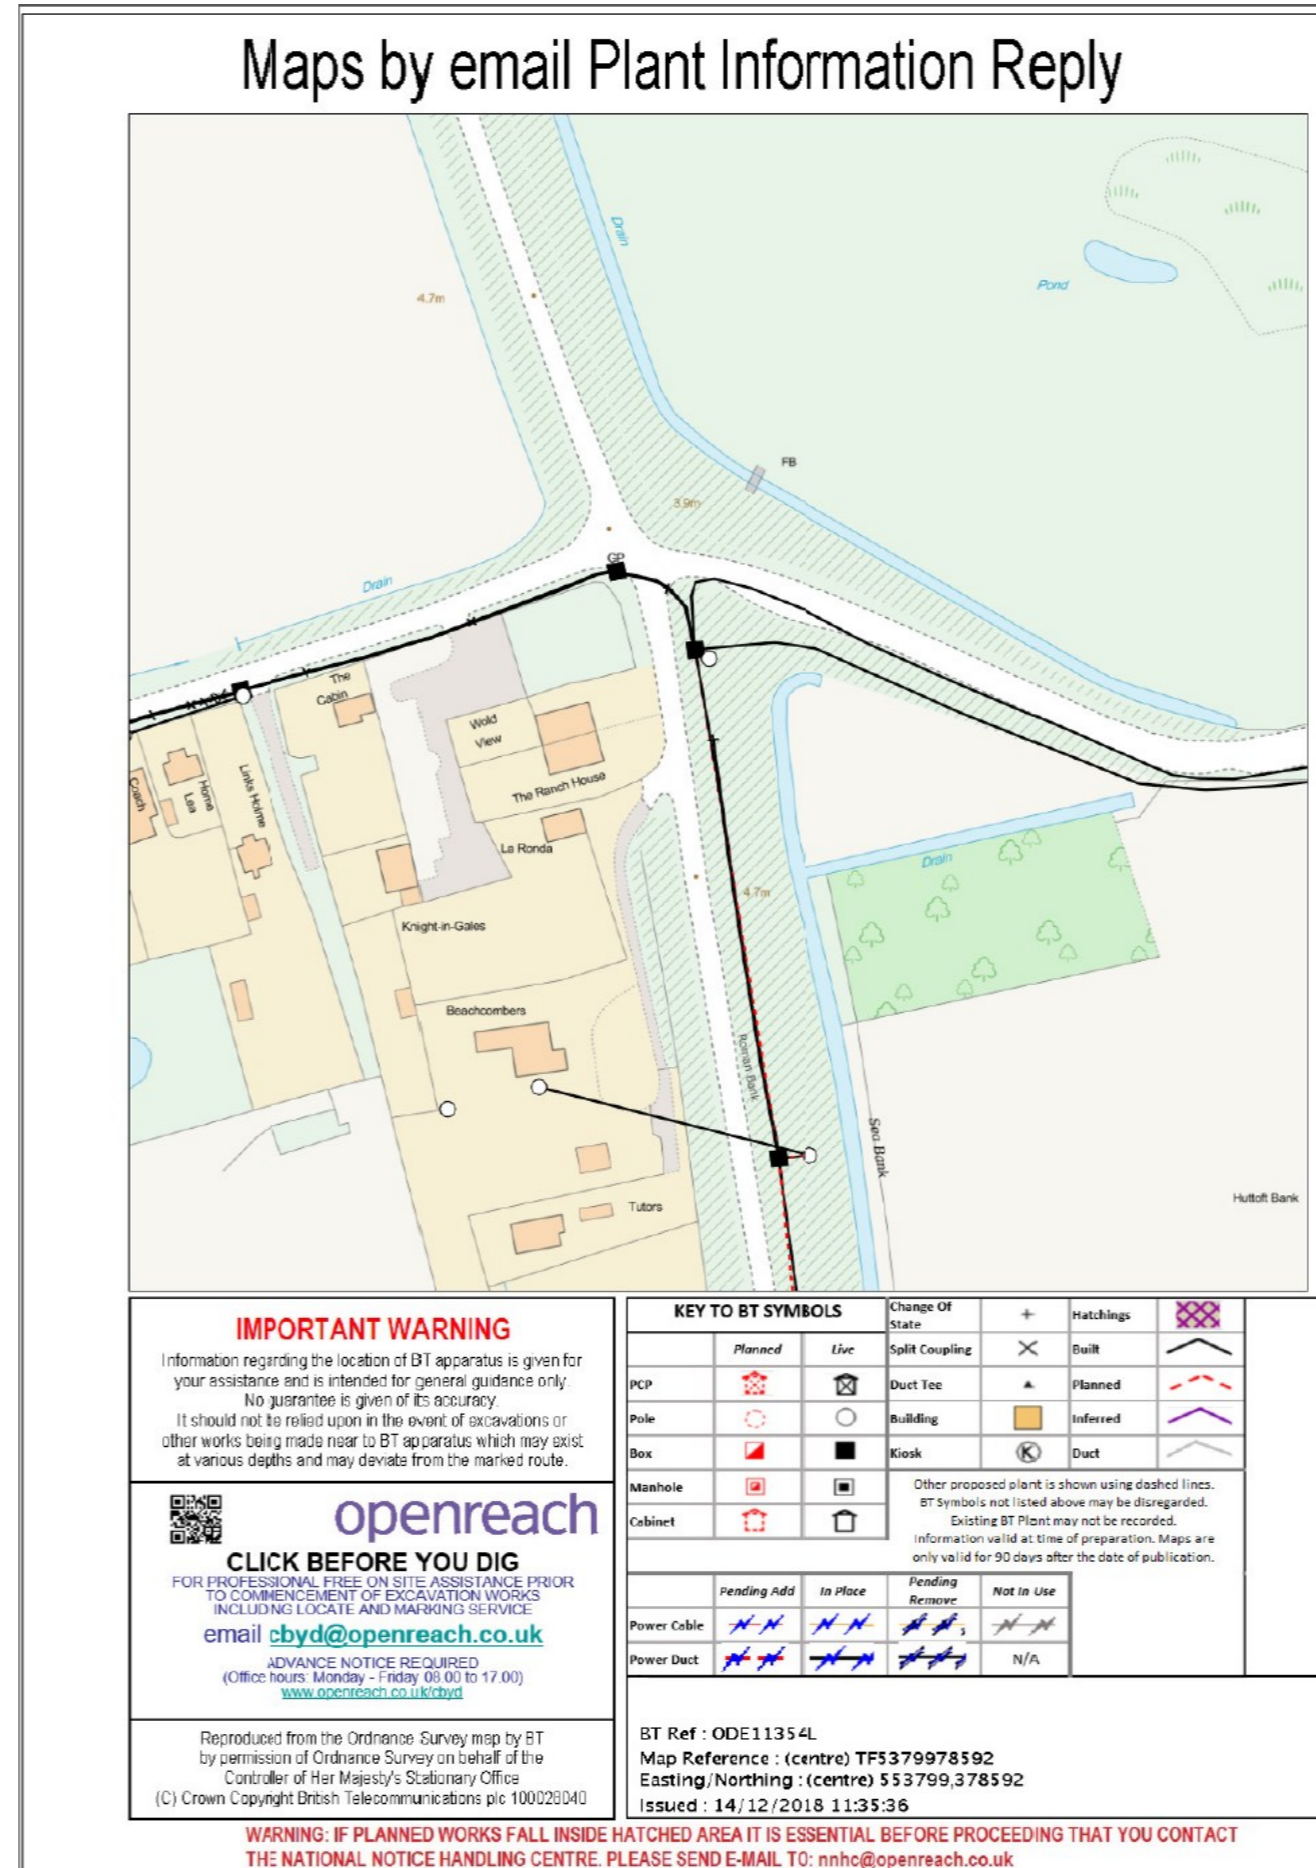 Maps by email Plant Information Reply
Drain
4.7m
Pond
FB
3.9m
GP
Drain
The
Cabin
Wold
View
Coach
Home
Lea
Links Holme
The Ranch House
La Ronda
Drain
4.7m
Knight-in-Gales
Beachcombers
Roman Bank
Sea Bank
Huttoft Bank
Tutors
IMPORTANT WARNING
Information regarding the location of BT apparatus is given for
your assistance and is intended for general guidance only.
No guarantee is given of its accuracy.
It should not be relied upon in the event of excavations or
other works being made near to BT apparatus which may exist
at various depths and may deviate from the marked route.
openreach
CLICK BEFORE YOU DIG
FOR PROFESSIONAL FREE ON SITE ASSISTANCE PRIOR
TO COMMENCEMENT OF EXCAVATION WORKS
INCLUDING LOCATE AND MARKING SERVICE
email cbyd@openreach.co.uk
ADVANCE NOTICE REQUIRED
(Office hours: Monday - Friday 08.00 to 17.00)
www.openreach.co.uk/cbyd
Reproduced from the Ordnance Survey map by BT
by permission of Ordnance Survey on behalf of the
Controller of Her Majesty's Stationary Office
(C) Crown Copyright British Telecommunications plc 100028040
KEY TO BT SYMBOLS
Planned Live
PCP
Pole
Box
Manhole
Cabinet
Change Of
State
Split Coupling
Duct Tee
Building
Kiosk
K
Hatchings
Built
Planned
Inferred
Duct
Other proposed plant is shown using dashed lines.
BT Symbols not listed above may be disregarded.
Existing BT Plant may not be recorded.
Information valid at time of preparation. Maps are
only valid for 90 days after the date of publication.
Pending Add In Place Pending Remove Not In Use
Power Cable
Power Duct N/A
BT Ref : ODE11354L
Map Reference : (centre) TF5379978592
Easting/Northing : (centre) 553799,378592
Issued : 14/12/2018 11:35:36
WARNING: IF PLANNED WORKS FALL INSIDE HATCHED AREA IT IS ESSENTIAL BEFORE PROCEEDING THAT YOU CONTACT
THE NATIONAL NOTICE HANDLING CENTRE. PLEASE SEND E-MAIL TO: nnhc@openreach.co.uk